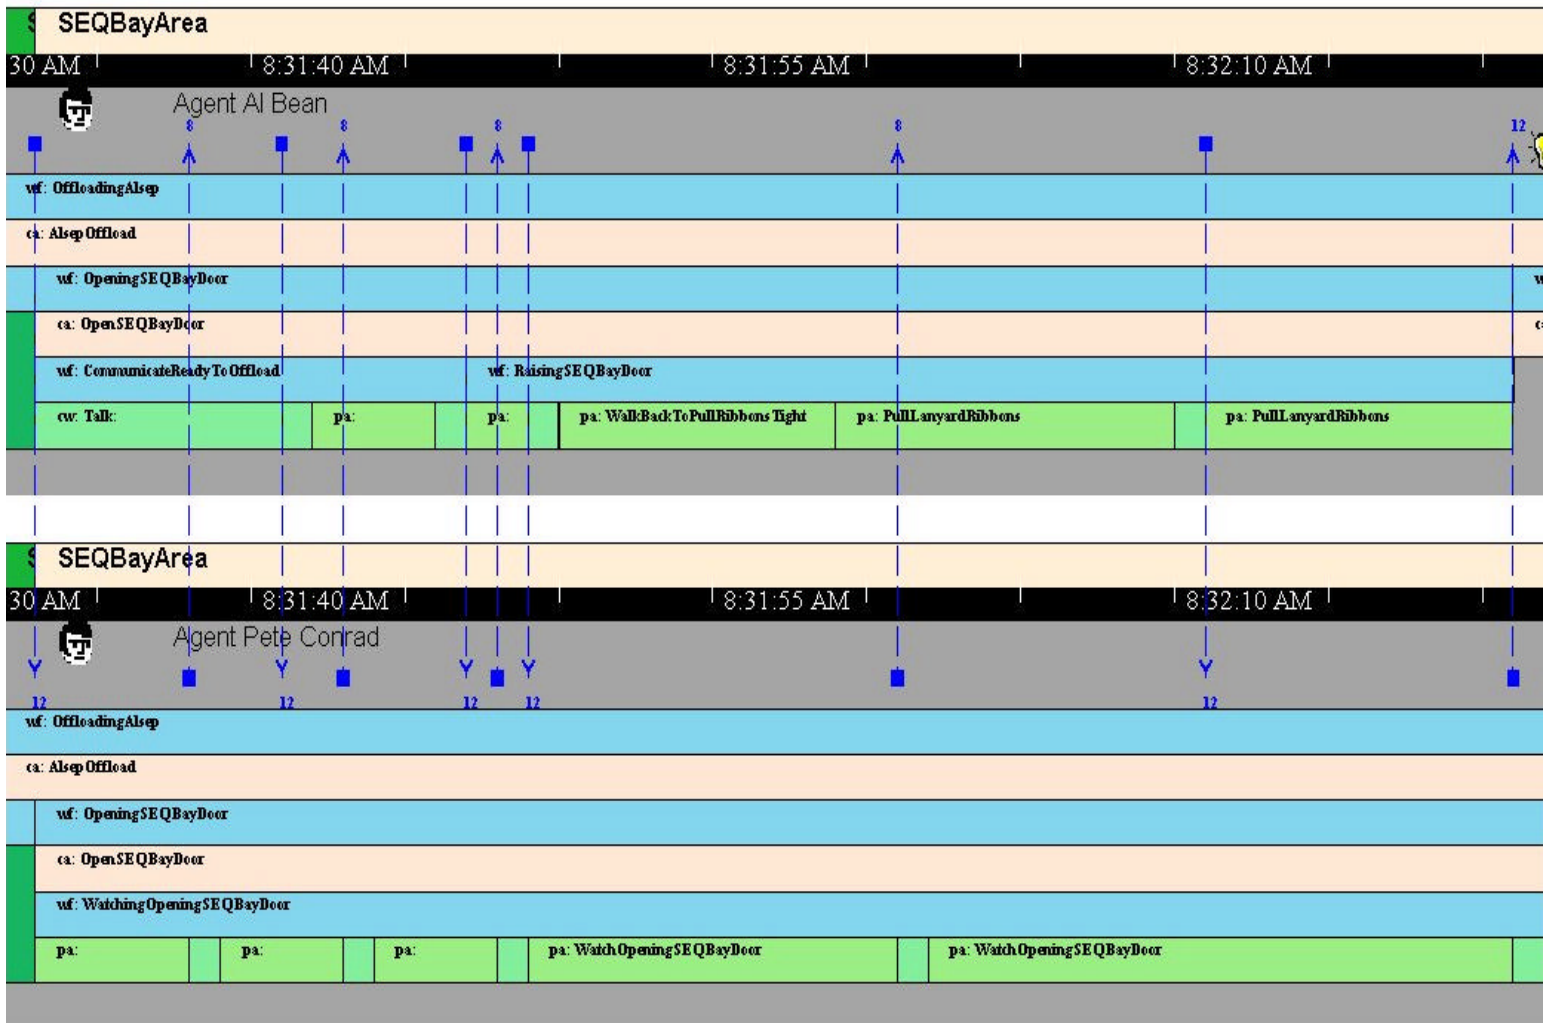 S SEQBayArea
30 AM 8:31:40 AM 8:31:55 AM 8:32:10 AM
Agent Al Bean
8 8 8 8 12
wf: OffloadingAlsep
ca: AlsepOffload
wf: OpeningSEQBayDoor w
ca: OpenSEQBayDoor c
wf: CommunicateReadyToOffload wf: RaisingSEQBayDoor
cw: Talk: pa: pa: pa: WalkBackToPullRibbonsTight pa: PullLanyardRibbons pa: PullLanyardRibbons
S SEQBayArea
30 AM 8:31:40 AM 8:31:55 AM 8:32:10 AM
Agent Pete Conrad
12 12 12 12 12
wf: OffloadingAlsep
ca: AlsepOffload
wf: OpeningSEQBayDoor
ca: OpenSEQBayDoor
wf: WatchingOpeningSEQBayDoor
pa: pa: pa: pa: WatchOpeningSEQBayDoor pa: WatchOpeningSEQBayDoor